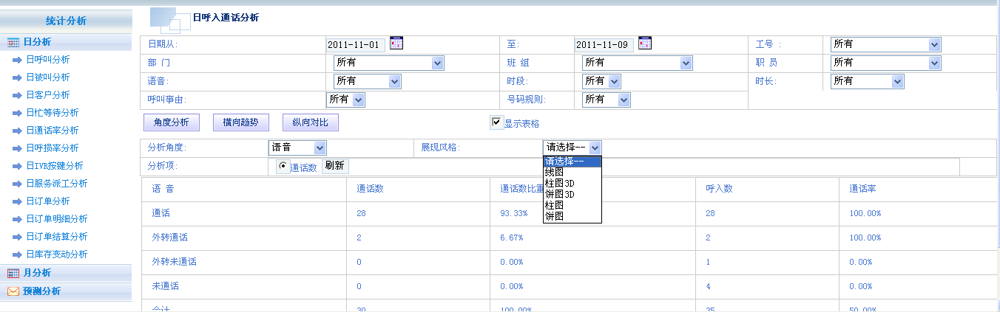 统计分析
日分析
日呼叫分析
日被叫分析
日客户分析
日忙等待分析
日通话率分析
日呼损率分析
日IVR按键分析
日服务派工分析
日订单分析
日订单明细分析
日订单结算分析
日库存变动分析
月分析
预测分析
日呼入通话分析
日期从: 2011-11-01 至: 2011-11-09 工号 : 所有
部 门 所有 班 组 所有 职 员 所有
语音: 所有 时段: 所有 时长: 所有
呼叫事由: 所有 号码规则: 所有
角度分析 横向趋势 纵向对比 显示表格
分析角度: 语音 展现风格: 请选择--
分析项: 通话数 刷新
请选择--
线图
柱图3D
饼图3D
柱图
饼图
语 音 通话数 通话数比重 呼入数 通话率
通话 28 93.33% 28 100.00%
外转通话 2 6.67% 2 100.00%
外转未通话 0 0.00% 1 0.00%
未通话 0 0.00% 4 0.00%
合计 30 100.00% 35 50.00%